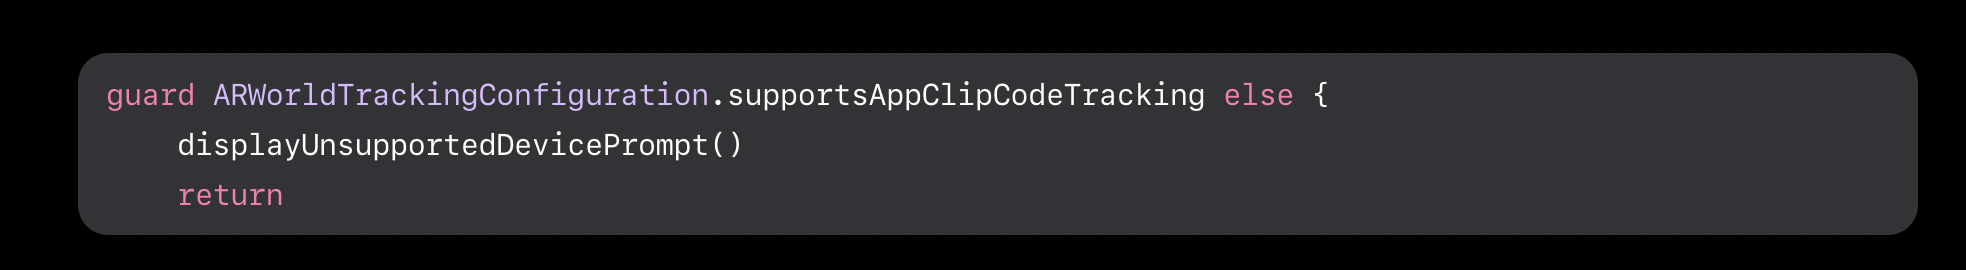 guard ARWorldTrackingConfiguration.supportsAppClipCodeTracking else {
    displayUnsupportedDevicePrompt()
    return